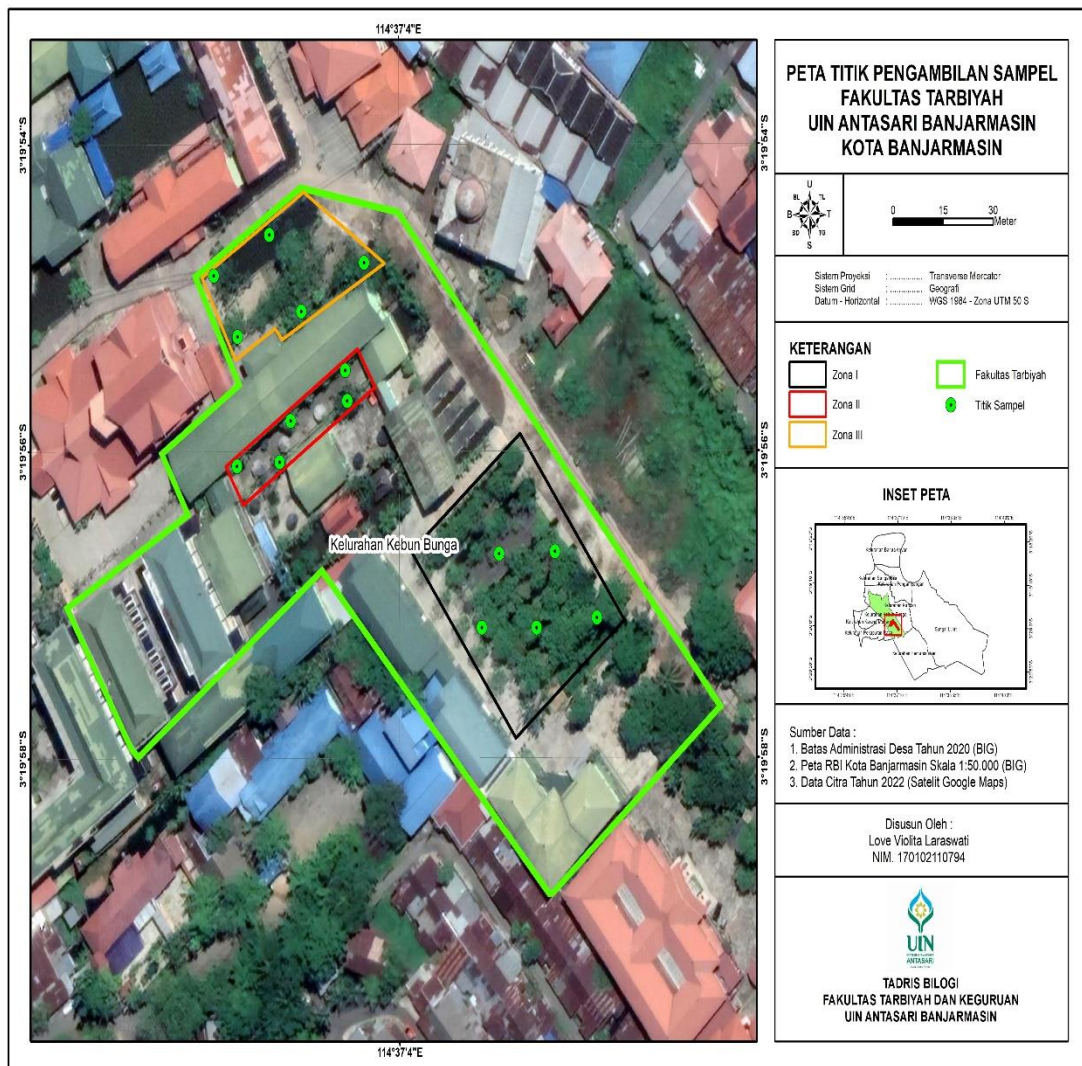 114°37'4"E
3°19'54"S
3°19'54"S
3°19'56"S
3°19'56"S
3°19'58"S
3°19'58"S
Kelurahan Kebun Bunga
114°37'4"E
PETA TITIK PENGAMBILAN SAMPEL
FAKULTAS TARBIYAH
UIN ANTASARI BANJARMASIN
KOTA BANJARMASIN
U
BL TL
B T
BD TG
S
0 15 30
Meter
Sistem Proyeksi : .............. Transverse Mercator
Sistem Grid : .............. Geografi
Datum - Horizontal : .............. WGS 1984 - Zona UTM 50 S
KETERANGAN
Zona I
Zona II
Zona III
Fakultas Tarbiyah
Titik Sampel
INSET PETA
Sumber Data :
1. Batas Administrasi Desa Tahun 2020 (BIG)
2. Peta RBI Kota Banjarmasin Skala 1:50.000 (BIG)
3. Data Citra Tahun 2022 (Satelit Google Maps)
Disusun Oleh :
Love Violita Laraswati
NIM. 170102110794
UIN
ANTASARI
TADRIS BILOGI
FAKULTAS TARBIYAH DAN KEGURUAN
UIN ANTASARI BANJARMASIN